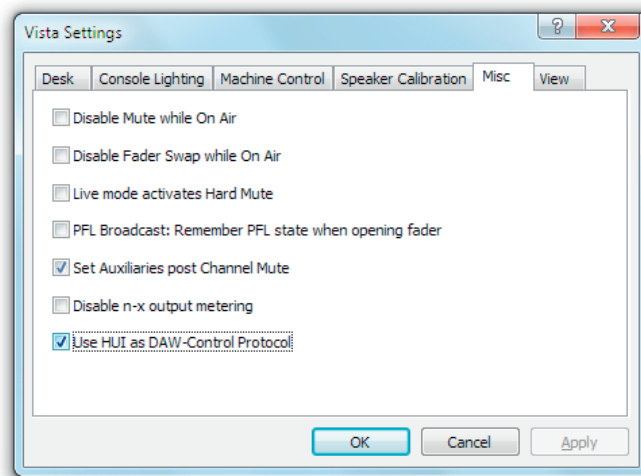 Vista Settings
Desk Console Lighting Machine Control Speaker Calibration Misc View
Disable Mute while On Air
Disable Fader Swap while On Air
Live mode activates Hard Mute
PFL Broadcast: Remember PFL state when opening fader
Set Auxiliaries post Channel Mute
Disable n-x output metering
Use HUI as DAW-Control Protocol
OK Cancel Apply